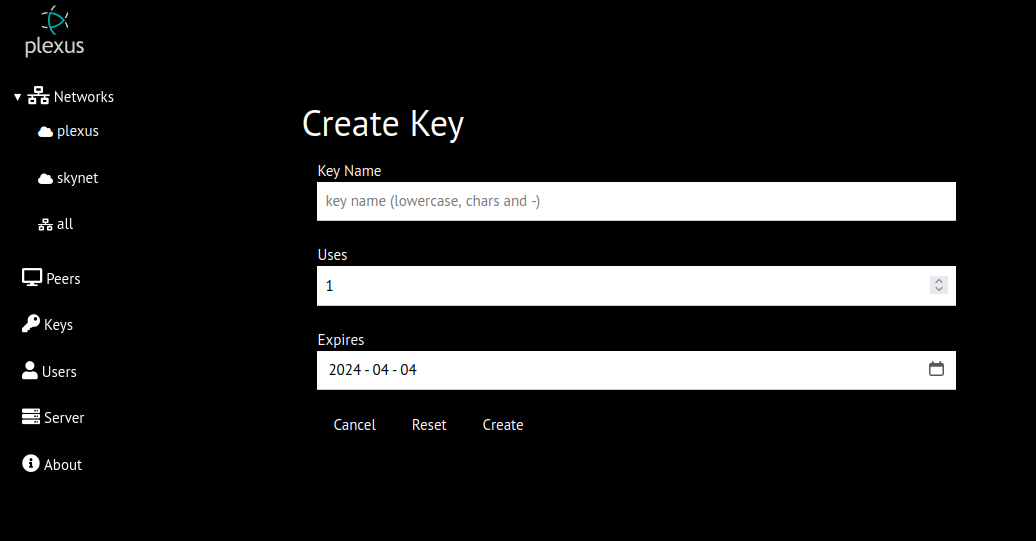 plexus
Networks
plexus
skynet
all
Peers
Keys
Users
Server
About
Create Key
Key Name
key name (lowercase, chars and -)
Uses
1
Expires
2024 - 04 - 04
Cancel Reset Create